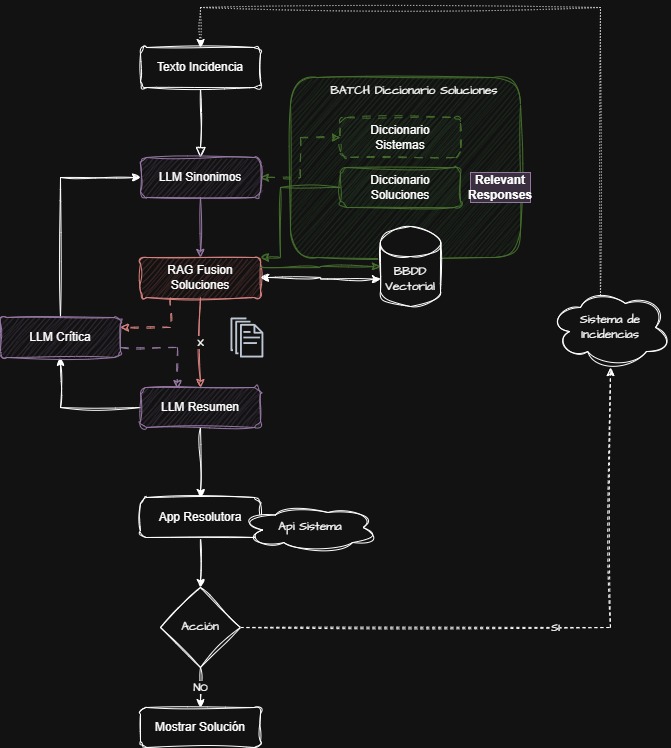 Texto Incidencia
BATCH Diccionario Soluciones
Diccionario
Sistemas
LLM Sinonimos
Diccionario
Soluciones
Relevant
Responses
RAG Fusion
Soluciones
BBDD
Vectorial
Sistema de
Incidencias
LLM Crítica
x
LLM Resumen
App Resolutora
Api Sistema
Acción
SI
NO
Mostrar Solución